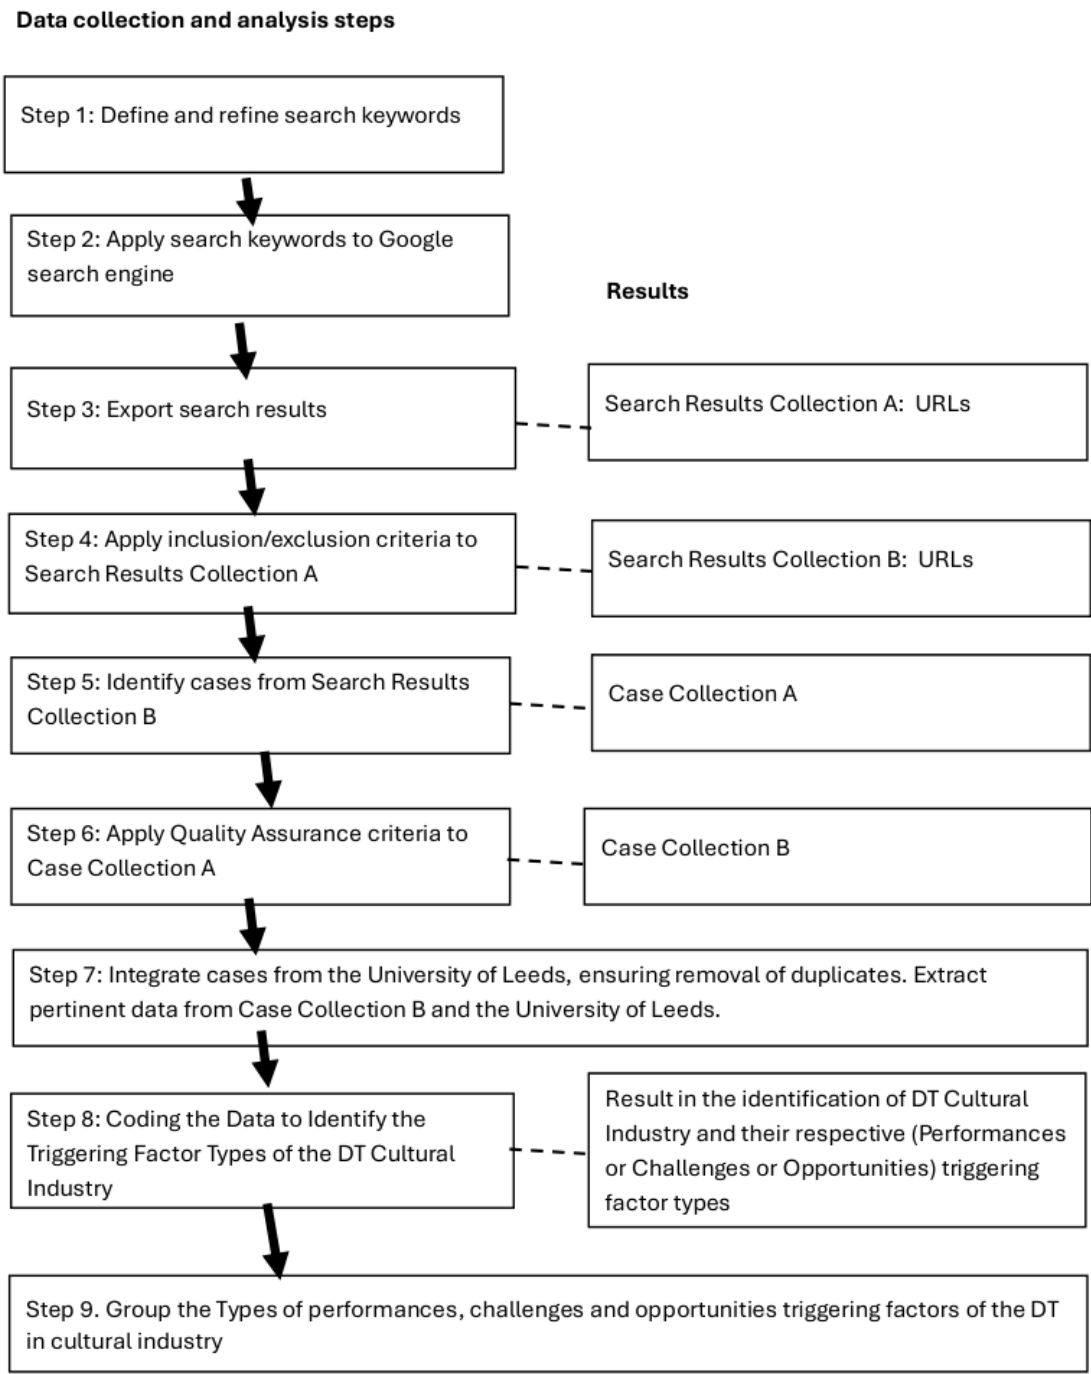 Data collection and analysis steps
Step 1: Define and refine search keywords
Step 2: Apply search keywords to Google
search engine
Results
Step 3: Export search results
Search Results Collection A:  URLs
Step 4: Apply inclusion/exclusion criteria to
Search Results Collection A
Search Results Collection B:  URLs
Step 5: Identify cases from Search Results
Collection B
Case Collection A
Step 6: Apply Quality Assurance criteria to
Case Collection A
Case Collection B
Step 7: Integrate cases from the University of Leeds, ensuring removal of duplicates. Extract
pertinent data from Case Collection B and the University of Leeds.
Step 8: Coding the Data to Identify the
Triggering Factor Types of the DT Cultural
Industry
Result in the identification of DT Cultural
Industry and their respective (Performances
or Challenges or Opportunities) triggering
factor types
Step 9. Group the Types of performances, challenges and opportunities triggering factors of the DT
in cultural industry